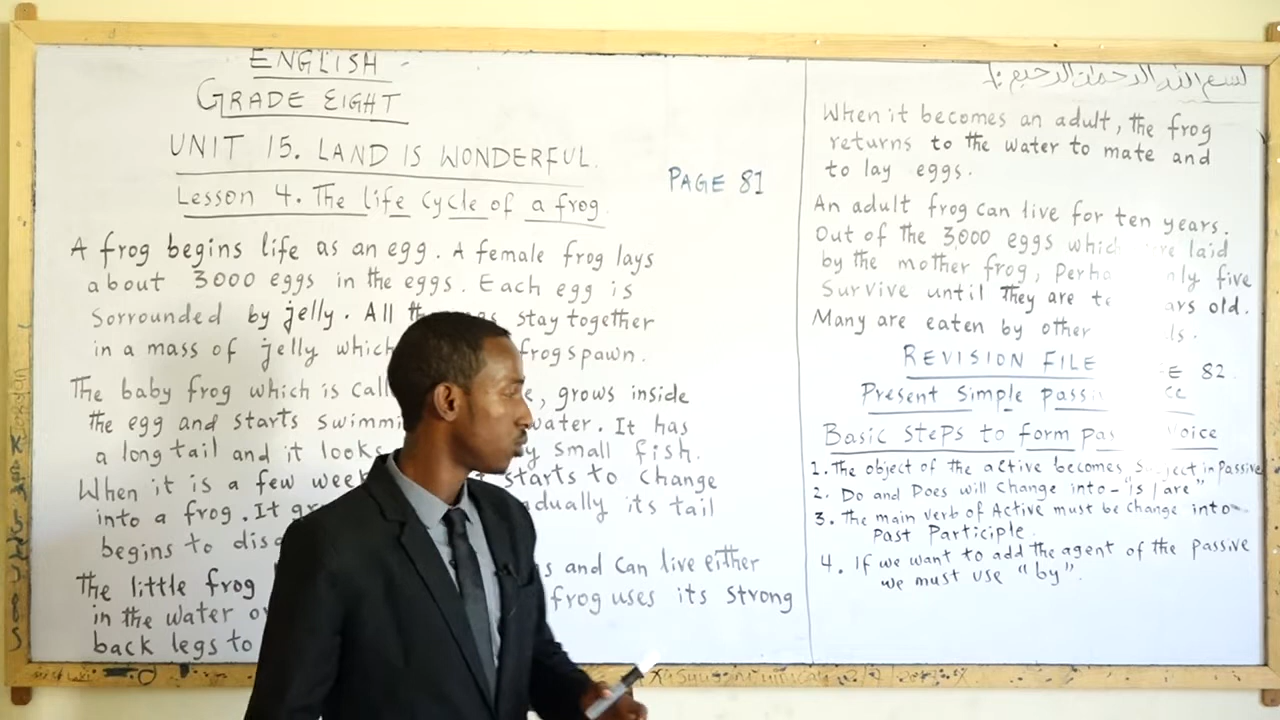 ENGLISH
GRADE EIGHT
UNIT 15. LAND IS WONDERFUL.
Lesson 4. The life cycle of a frog.
PAGE 81
A frog begins life as an egg. A female frog lays
about 3000 eggs in the eggs. Each egg is
Sorrounded by jelly. All stay together
in a mass of jelly frogspawn.
The baby frog which is grows inside
the egg and starts water. It has
a long tail and it looks small fish.
When it is a few starts to change
into a frog. It its tail
begins to
The little frog and can live either
in the water frog uses its strong
back legs to
بسم الله الرحمن الرحيم
When it becomes an adult, the frog
returns to the water to mate and
to lay eggs.
An adult frog can live for ten years.
Out of the 3000 eggs laid
by the mother frog, five
Survive until they are old.
Many are eaten by other
REVISION FILE
82
Present Simple
Basic steps to form Voice
1. The object of the active becomes in passive
2. Do and Does will change into - "is / are"
3. The main verb of Active must be change into
Past Participle.
4. If we want to add the agent of the passive
we must use "by".